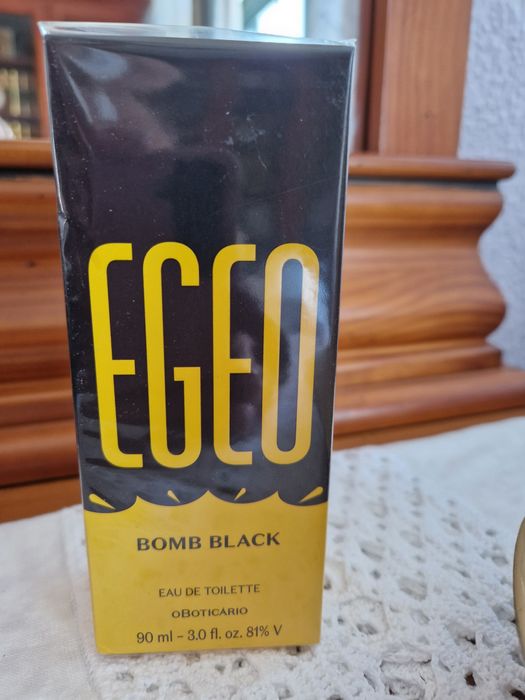 EGEO
BOMB BLACK
EAU DE TOILETTE
oBOTICÁRIO
90 ml - 3.0 fl. oz. 81% V